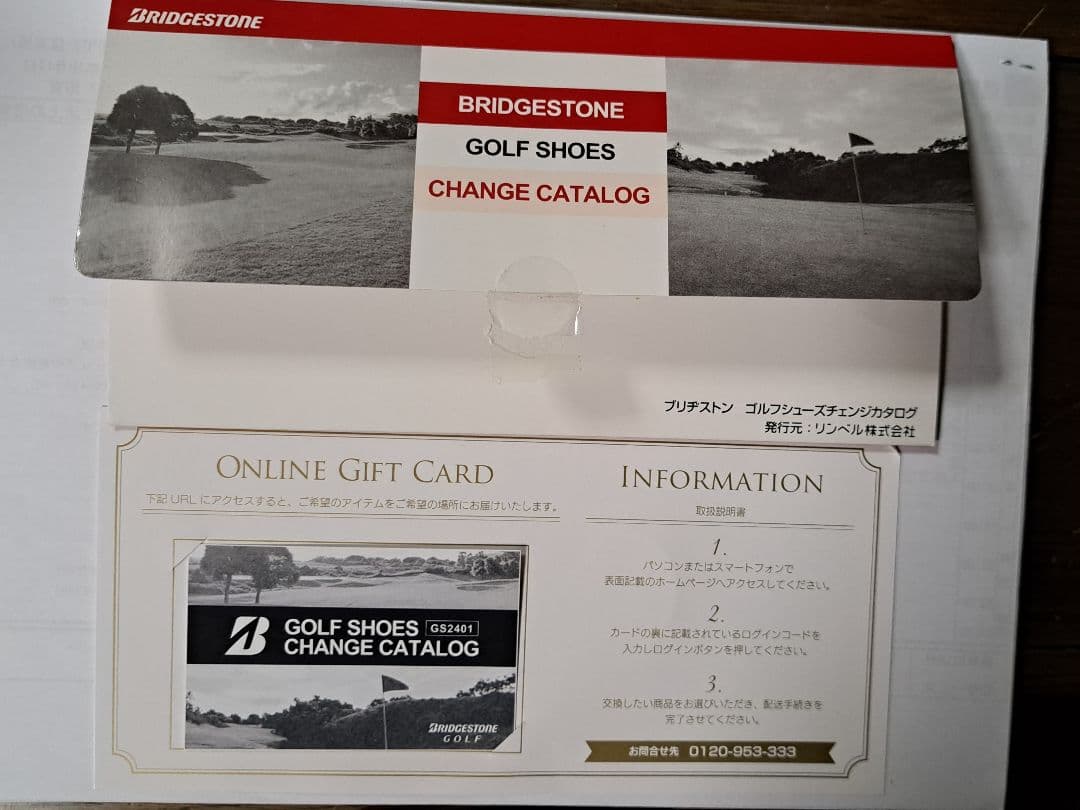 BRIDGESTONE
BRIDGESTONE
GOLF SHOES
CHANGE CATALOG
ブリヂストン ゴルフシューズチェンジカタログ
発行元：リンベル株式会社
ONLINE GIFT CARD
下記URLにアクセスすると、ご希望のアイテムをご希望の場所にお届けいたします。
B GOLF SHOES GS2401
CHANGE CATALOG
BRIDGESTONE
GOLF
INFORMATION
取扱説明書
1.
パソコンまたはスマートフォンで
表面記載のホームページへアクセスしてください。
2.
カードの裏に記載されているログインコードを
入力しログインボタンを押してください。
3.
交換したい商品をお選びいただき、配送手続きを
完了させてください。
お問合せ先 0120-953-333